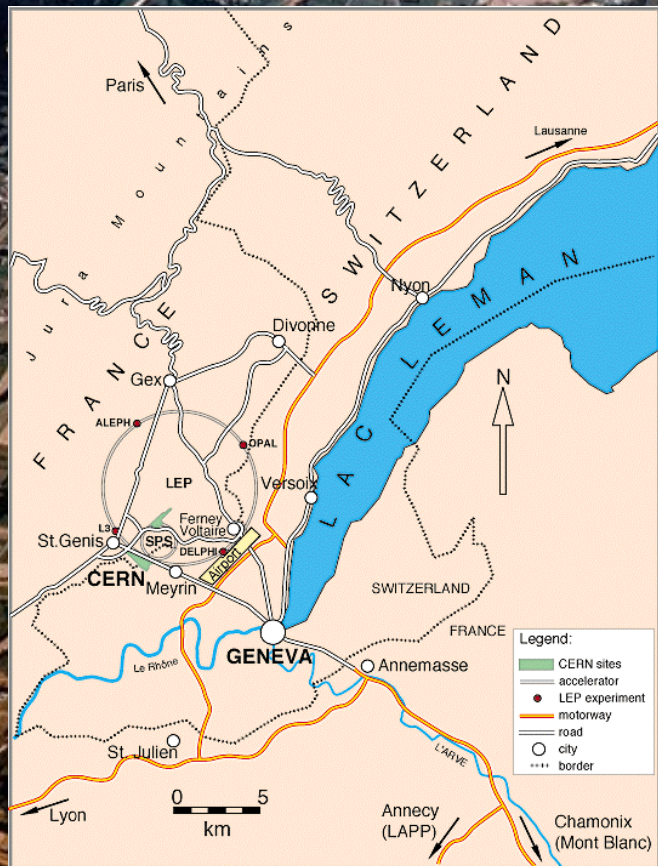 Paris
Jura Mountains
SWITZERLAND
Lausanne
Nyon
Divonne
FRANCE
Gex
LAC LEMAN
N
ALEPH
OPAL
LEP
Versoix
L3
Ferney
Voltaire
St.Genis
SPS
DELPHI
Airport
CERN
Meyrin
SWITZERLAND
FRANCE
GENEVA
Le Rhône
Annemasse
Legend:
CERN sites
accelerator
LEP experiment
motorway
road
city
border
St. Julien
L'ARVE
0 5
km
Lyon
Annecy
(LAPP)
Chamonix
(Mont Blanc)